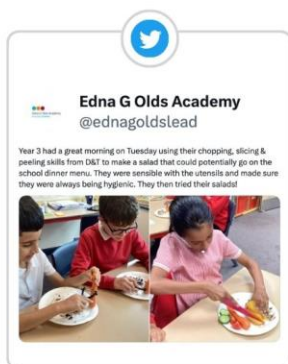 Edna G Olds Academy
@ednagoldslead
Year 3 had a great morning on Tuesday using their chopping, slicing &
peeling skills from D&T to make a salad that could potentially go on the
school dinner menu. They were sensible with the utensils and made sure
they were always being hygienic. They then tried their salads!